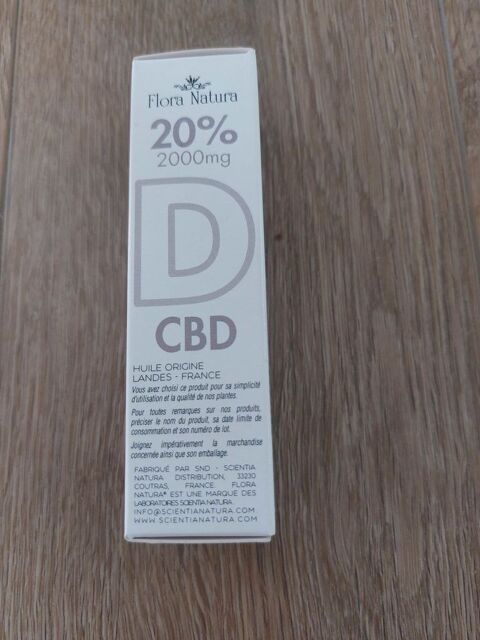 Flora Natura
20%
2000mg
D
CBD
HUILE ORIGINE
LANDES - FRANCE
Vous avez choisi ce produit pour sa simplicité
d'utilisation et la qualité de nos plantes.
Pour toutes remarques sur nos produits,
préciser le nom du produit, sa date limite de
consommation et son numéro de lot.
Joignez impérativement la marchandise
concernée ainsi que son emballage.
FABRIQUÉ PAR SND - SCIENTIA
NATURA DISTRIBUTION, 33230
COUTRAS, FRANCE. FLORA
NATURA® EST UNE MARQUE DES
LABORATOIRES SCIENTIA NATURA.
INFO@SCIENTIANATURA.COM
WWW.SCIENTIANATURA.COM